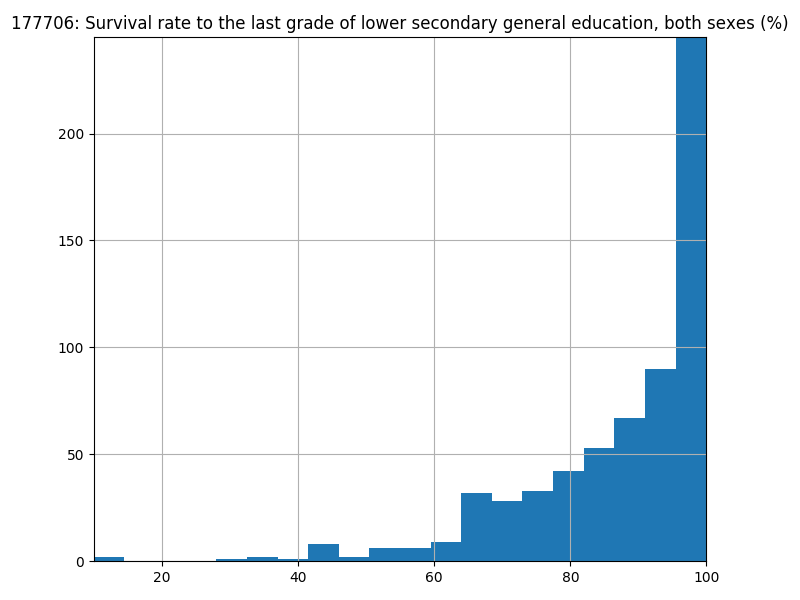 177706: Survival rate to the last grade of lower secondary general education, both sexes (%)
200
150
100
50
0
20 40 60 80 100